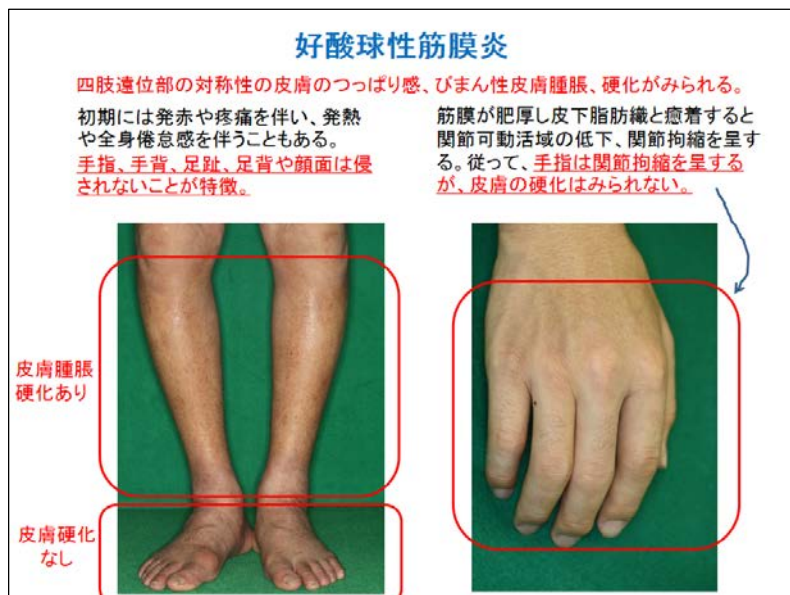 好酸球性筋膜炎
四肢遠位部の対称性の皮膚のつっぱり感、びまん性皮膚腫脹、硬化がみられる。
初期には発赤や疼痛を伴い、発熱
や全身倦怠感を伴うこともある。
手指、手背、足趾、足背や顔面は侵
されないことが特徴。
筋膜が肥厚し皮下脂肪織と癒着すると
関節可動活域の低下、関節拘縮を呈す
る。従って、手指は関節拘縮を呈する
が、皮膚の硬化はみられない。
皮膚腫脹
硬化あり
皮膚硬化
なし